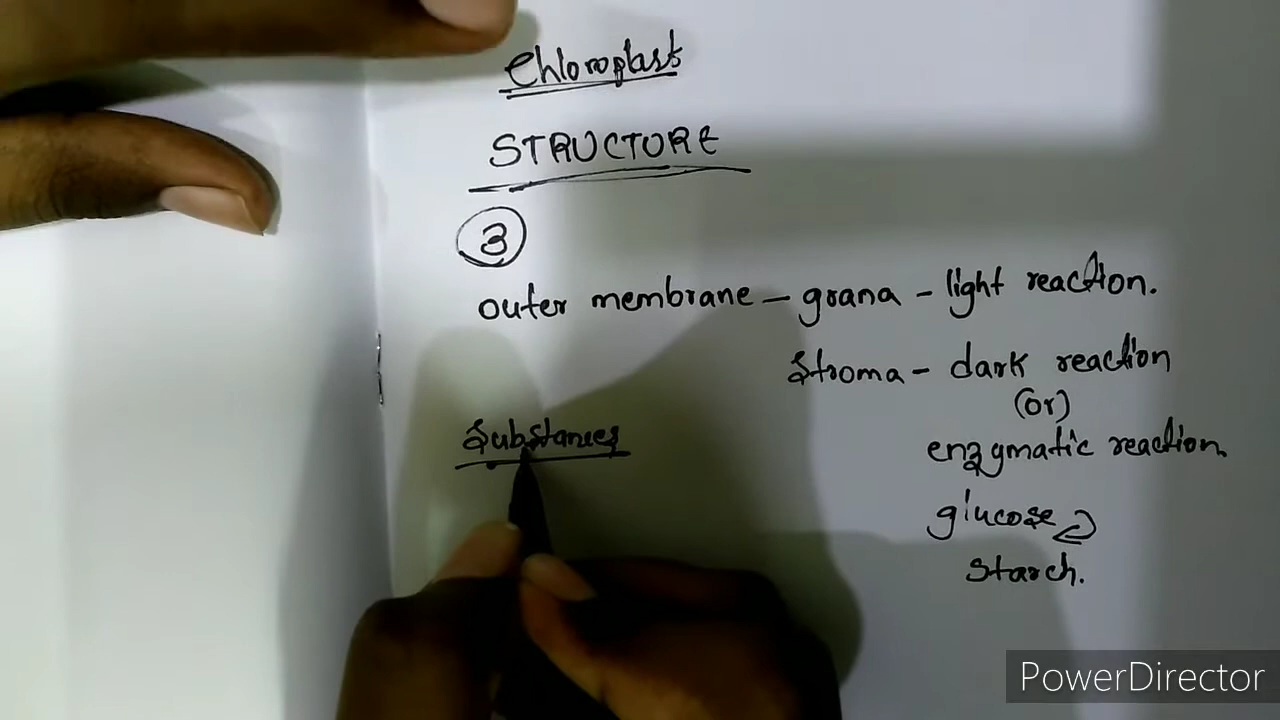 Chloroplast
STRUCTURE
3
outer membrane - grana - light reaction.
Stroma - dark reaction
(or)
enzymatic reaction
glucose
starch.
Substances
PowerDirector